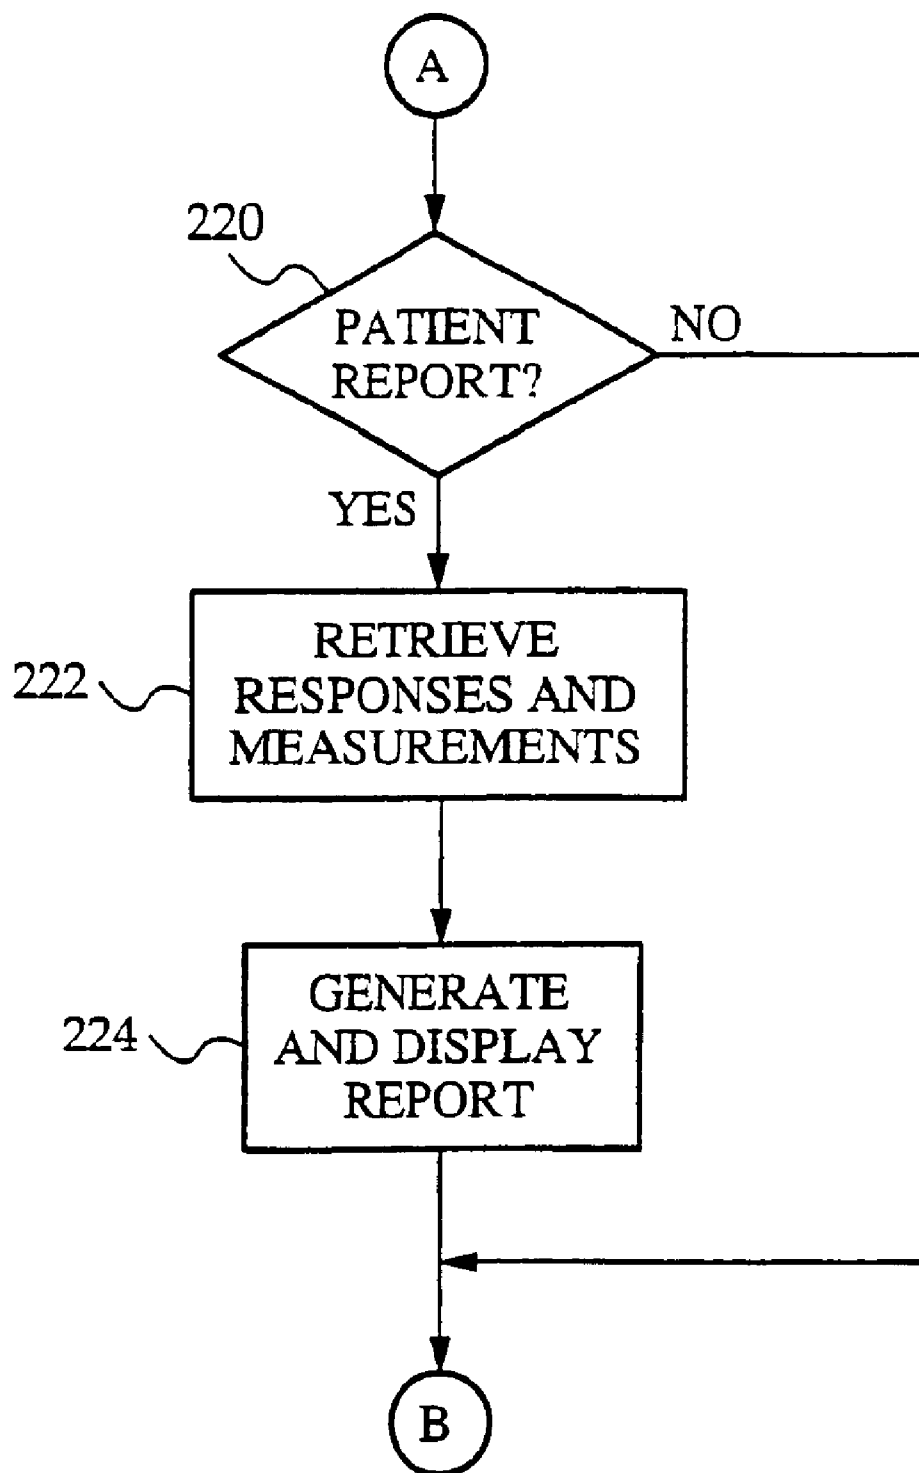 A
220
PATIENT
REPORT?
NO
YES
222
RETRIEVE
RESPONSES AND
MEASUREMENTS
224
GENERATE
AND DISPLAY
REPORT
B